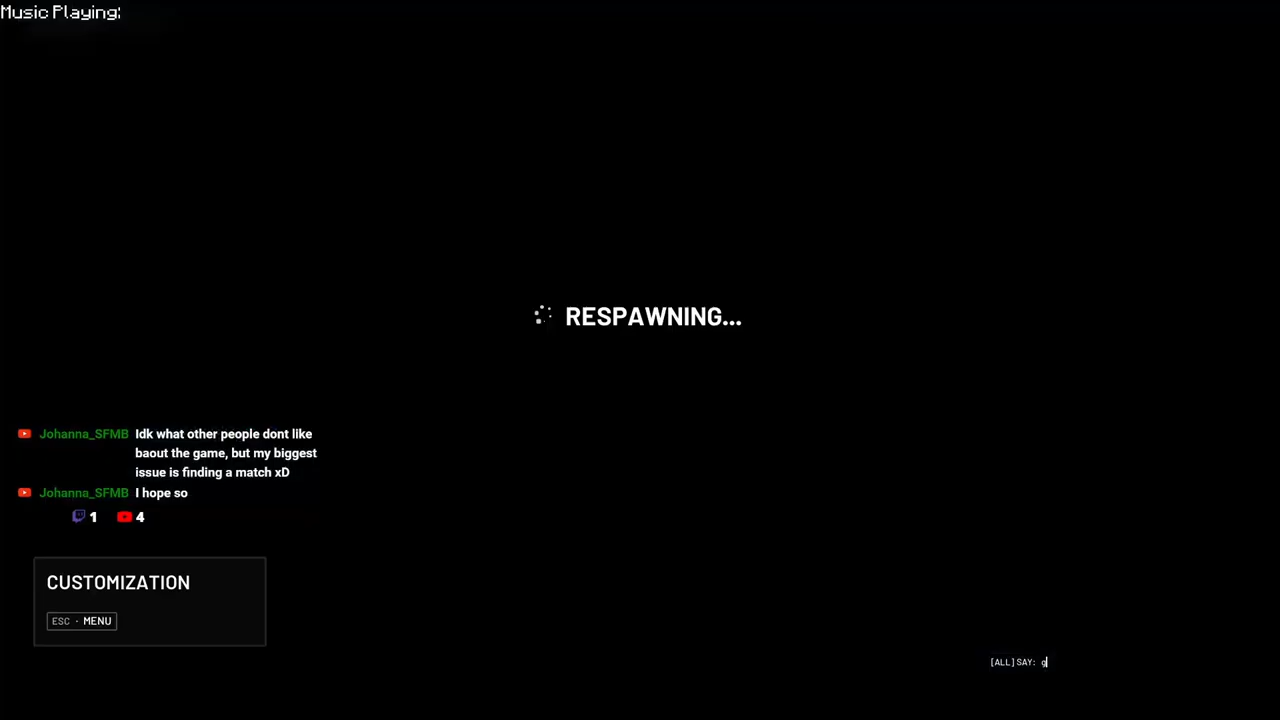 Music Playing:
RESPAWNING...
Johanna_SFMB Idk what other people dont like
baout the game, but my biggest
issue is finding a match xD
Johanna_SFMB I hope so
1 4
CUSTOMIZATION
ESC · MENU
[ALL]SAY: g